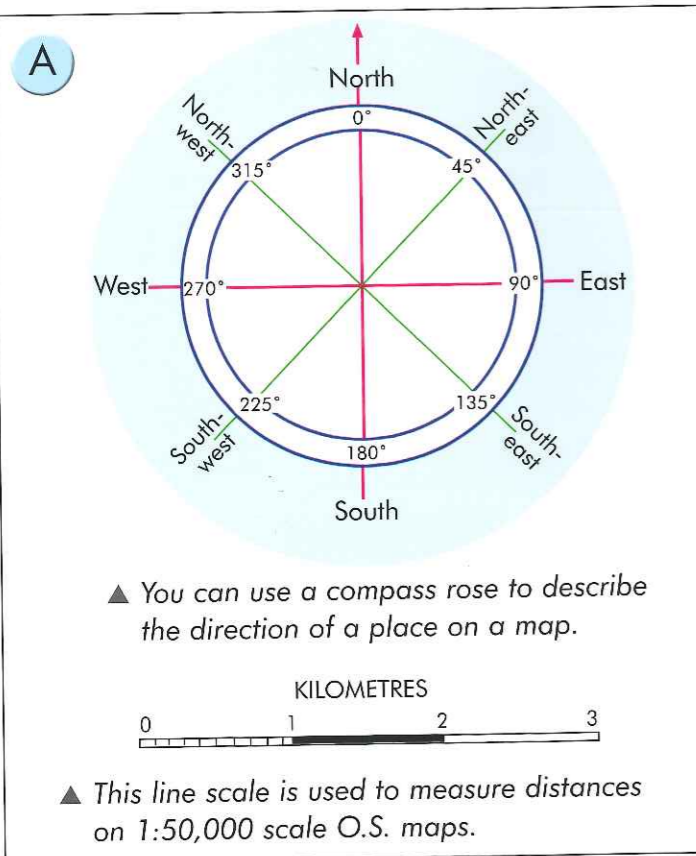 A
North
0°
North-
west
North-
east
315°
45°
West
270°
90°
East
225°
135°
South-
west
South-
east
180°
South
▲ You can use a compass rose to describe
the direction of a place on a map.
KILOMETRES
0 1 2 3
▲ This line scale is used to measure distances
on 1:50,000 scale O.S. maps.